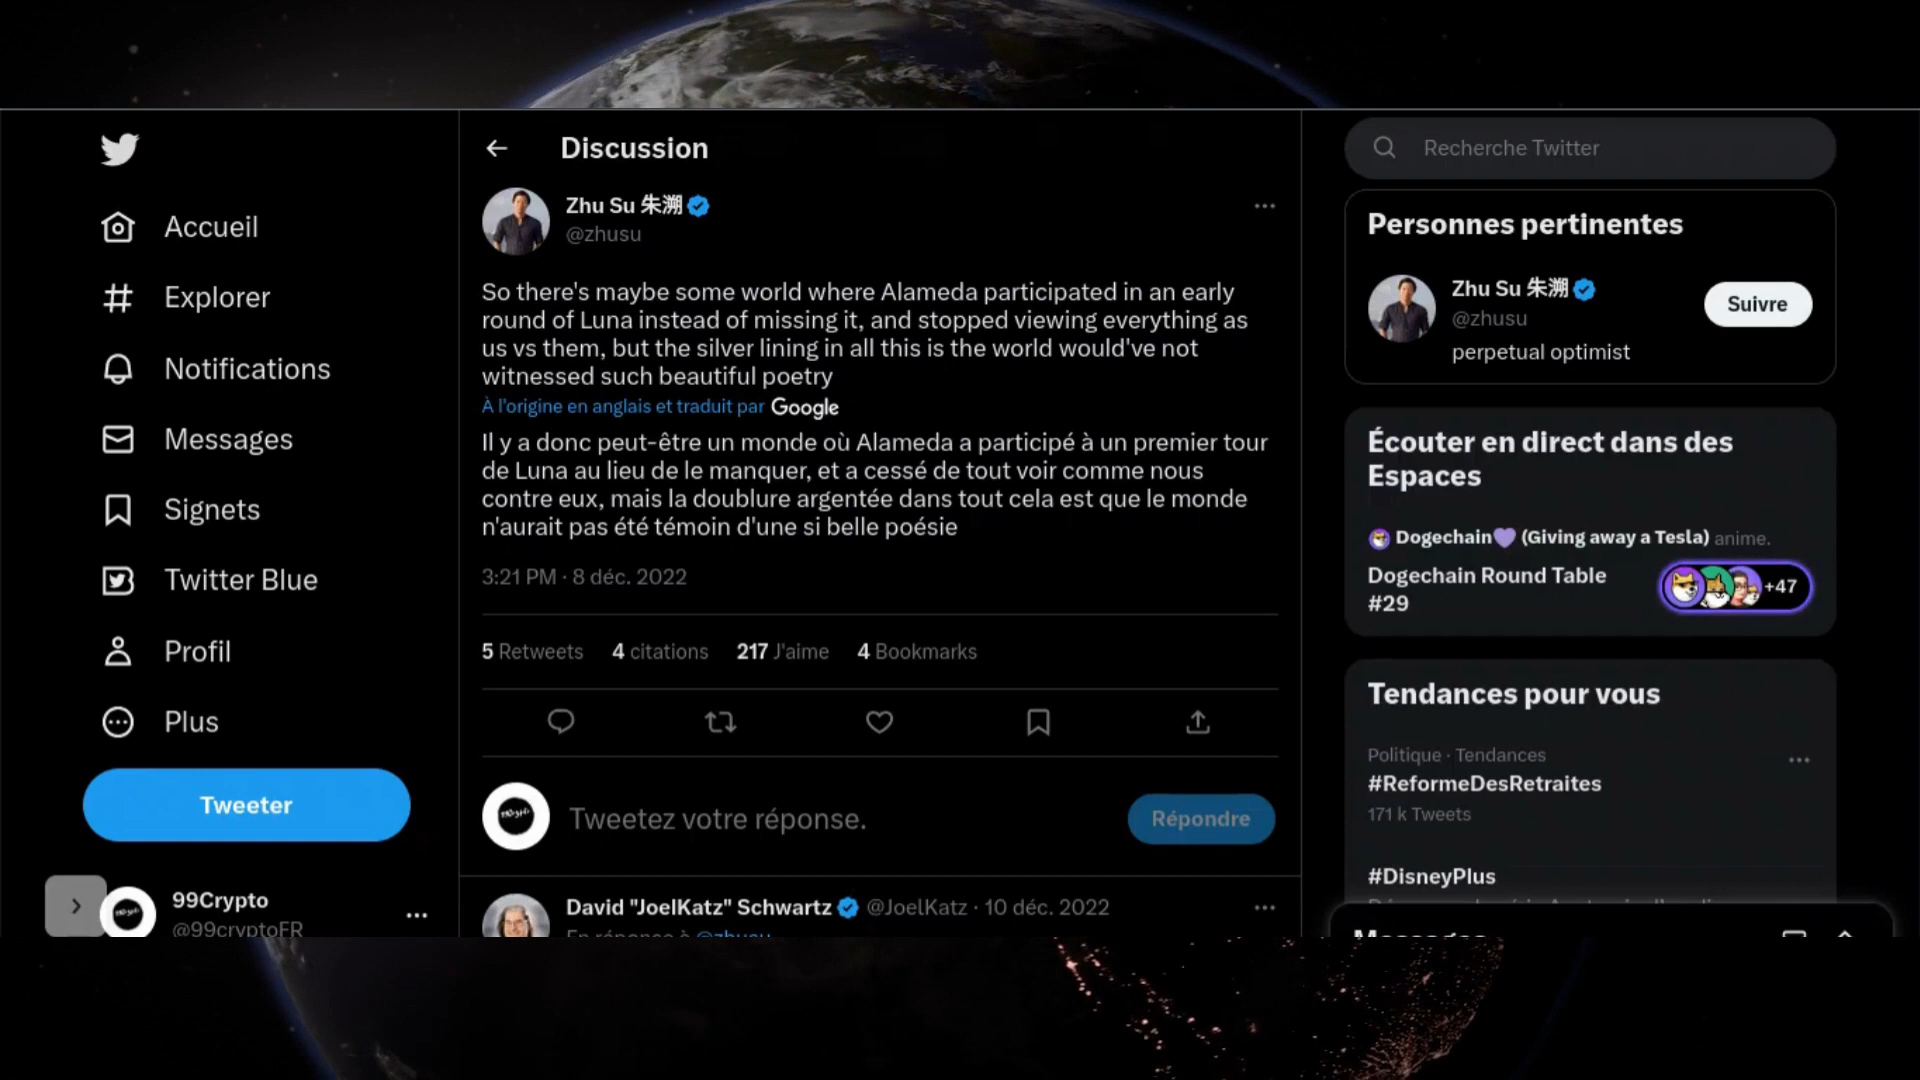 Discussion
Recherche Twitter
Accueil
Explorer
Notifications
Messages
Signets
Twitter Blue
Profil
Plus
Tweeter
99Crypto
@99cryptoFR
Zhu Su 朱溯
@zhusu
So there's maybe some world where Alameda participated in an early
round of Luna instead of missing it, and stopped viewing everything as
us vs them, but the silver lining in all this is the world would've not
witnessed such beautiful poetry
À l'origine en anglais et traduit par Google
Il y a donc peut-être un monde où Alameda a participé à un premier tour
de Luna au lieu de le manquer, et a cessé de tout voir comme nous
contre eux, mais la doublure argentée dans tout cela est que le monde
n'aurait pas été témoin d'une si belle poésie
3:21 PM · 8 déc. 2022
5 Retweets 4 citations 217 J'aime 4 Bookmarks
Tweetez votre réponse.
Répondre
David "JoelKatz" Schwartz @JoelKatz · 10 déc. 2022
En réponse à @zhusu
Personnes pertinentes
Zhu Su 朱溯
@zhusu
Suivre
perpetual optimist
Écouter en direct dans des
Espaces
Dogechain💜 (Giving away a Tesla) anime.
Dogechain Round Table
#29
+47
Tendances pour vous
Politique · Tendances
#ReformeDesRetraites
171 k Tweets
#DisneyPlus
Messages